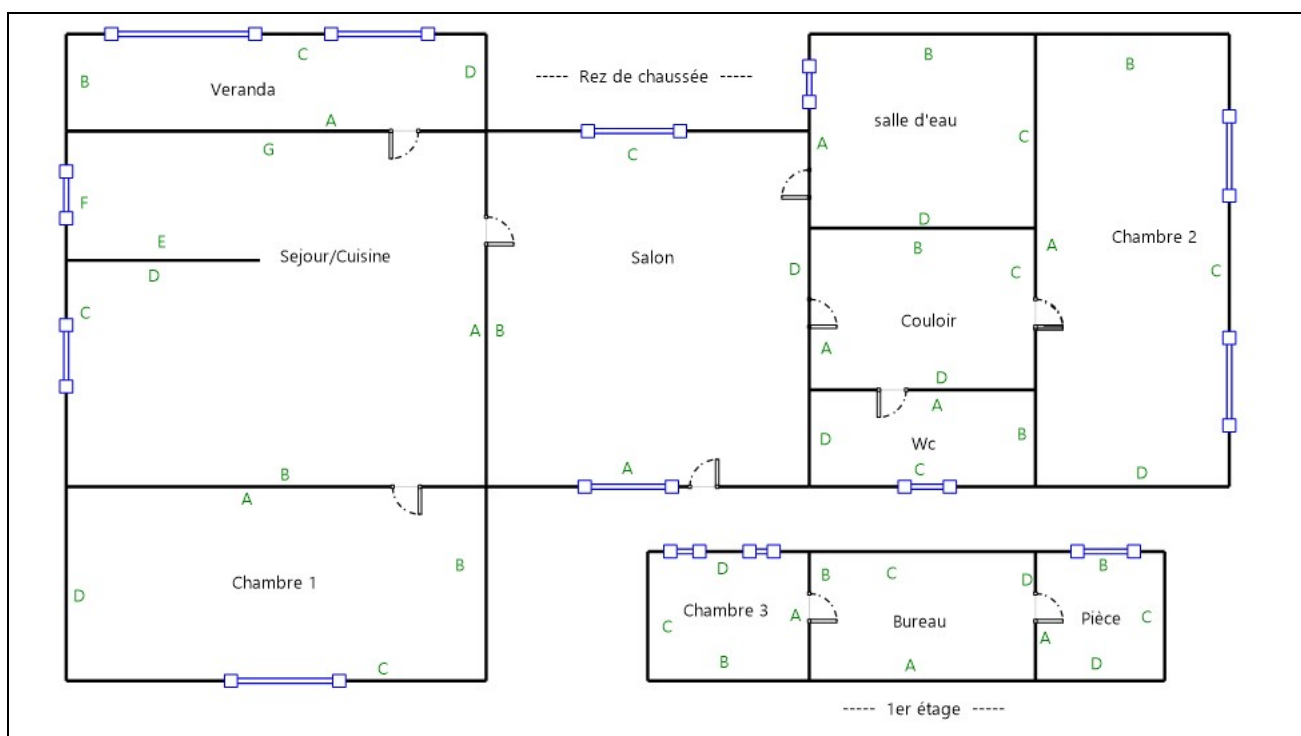 C
B
D
Veranda
A
----- Rez de chaussée -----
B
B
salle d'eau
C
A
D
G
F
E
D
C
Sejour/Cuisine
A
B
B
C
Salon
D
A
B
C
Couloir
A
D
A
Wc
D
B
C
A
Chambre 2
C
D
A
B
D
Chambre 1
C
D
Chambre 3
C
A
B
B
C
D
Bureau
A
B
Pièce
C
A
D
----- 1er étage -----